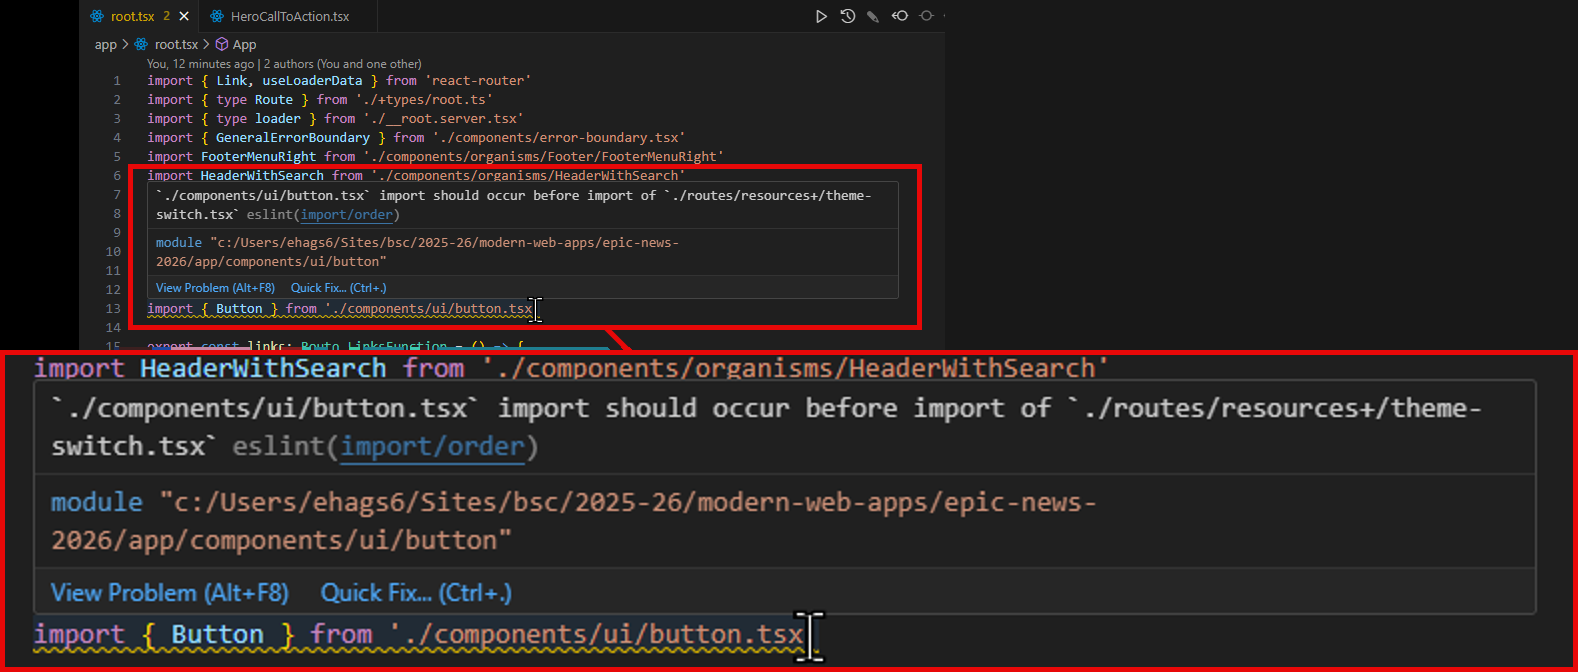 root.tsx 2 HeroCallToAction.tsx
app > root.tsx > App
You, 12 minutes ago | 2 authors (You and one other)
1 import { Link, useLoaderData } from 'react-router'
2 import { type Route } from './+types/root.ts'
3 import { type loader } from './__root.server.tsx'
4 import { GeneralErrorBoundary } from './components/error-boundary.tsx'
5 import FooterMenuRight from './components/organisms/Footer/FooterMenuRight'
6 import HeaderWithSearch from './components/organisms/HeaderWithSearch'
7 `./components/ui/button.tsx` import should occur before import of `./routes/resources+/theme-
8 switch.tsx` eslint(import/order)
9
10 module "c:/Users/ehags6/Sites/bsc/2025-26/modern-web-apps/epic-news-
11 2026/app/components/ui/button"
12 View Problem (Alt+F8) Quick Fix... (Ctrl+.)
13 import { Button } from './components/ui/button.tsx
14
15 export const links: Route.LinksFunction = () => {
import HeaderWithSearch from './components/organisms/HeaderWithSearch'
`./components/ui/button.tsx` import should occur before import of `./routes/resources+/theme-
switch.tsx` eslint(import/order)
module "c:/Users/ehags6/Sites/bsc/2025-26/modern-web-apps/epic-news-
2026/app/components/ui/button"
View Problem (Alt+F8) Quick Fix... (Ctrl+.)
import { Button } from './components/ui/button.tsx